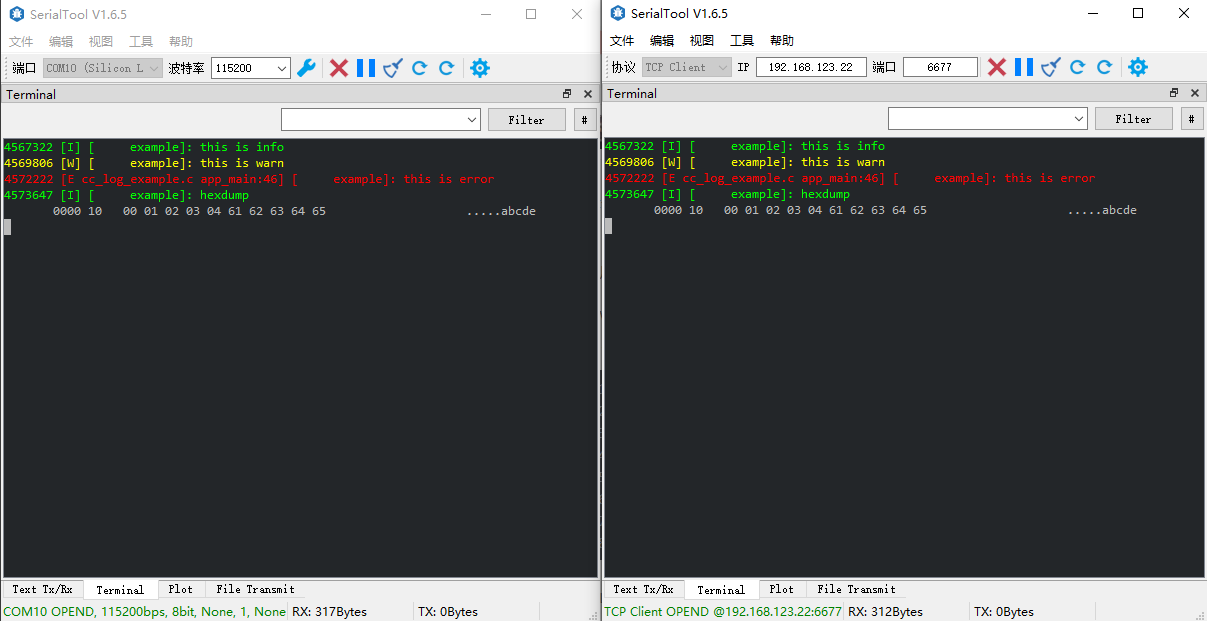 SerialTool V1.6.5
文件 编辑 视图 工具 帮助
端口 COM10 (Silicon L 波特率 115200
Terminal
Filter #
4567322 [I] [     example]: this is info
4569806 [W] [     example]: this is warn
4572222 [E cc_log_example.c app_main:46] [     example]: this is error
4573647 [I] [     example]: hexdump
0000 10   00 01 02 03 04 61 62 63 64 65                    .....abcde
Text Tx/Rx Terminal Plot File Transmit
COM10 OPEND, 115200bps, 8bit, None, 1, None RX: 317Bytes TX: 0Bytes
SerialTool V1.6.5
文件 编辑 视图 工具 帮助
协议 TCP Client IP 192.168.123.22 端口 6677
Terminal
Filter #
4567322 [I] [     example]: this is info
4569806 [W] [     example]: this is warn
4572222 [E cc_log_example.c app_main:46] [     example]: this is error
4573647 [I] [     example]: hexdump
0000 10   00 01 02 03 04 61 62 63 64 65                    .....abcde
Text Tx/Rx Terminal Plot File Transmit
TCP Client OPEND @192.168.123.22:6677 RX: 312Bytes TX: 0Bytes